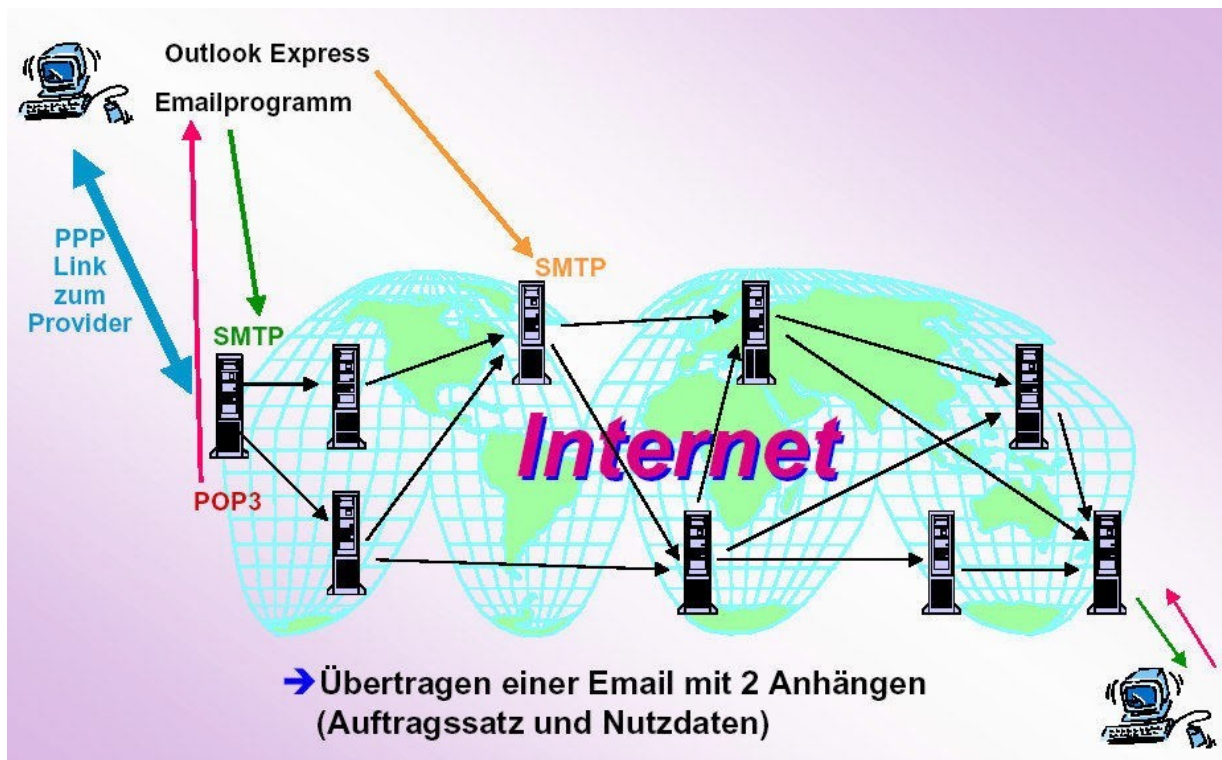 Outlook Express
Emailprogramm
PPP
Link
zum
Provider
SMTP
SMTP
POP3
Internet
➔ Übertragen einer Email mit 2 Anhängen
(Auftragssatz und Nutzdaten)